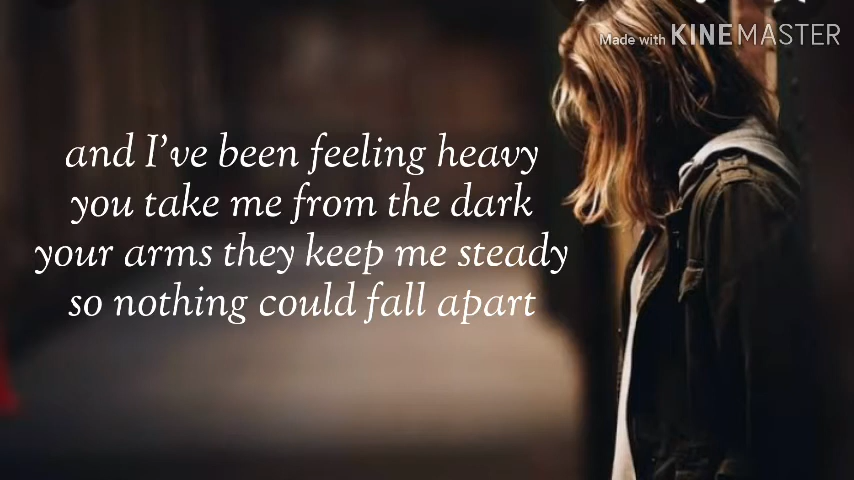 Made with KINEMASTER
and I've been feeling heavy
you take me from the dark
your arms they keep me steady
so nothing could fall apart